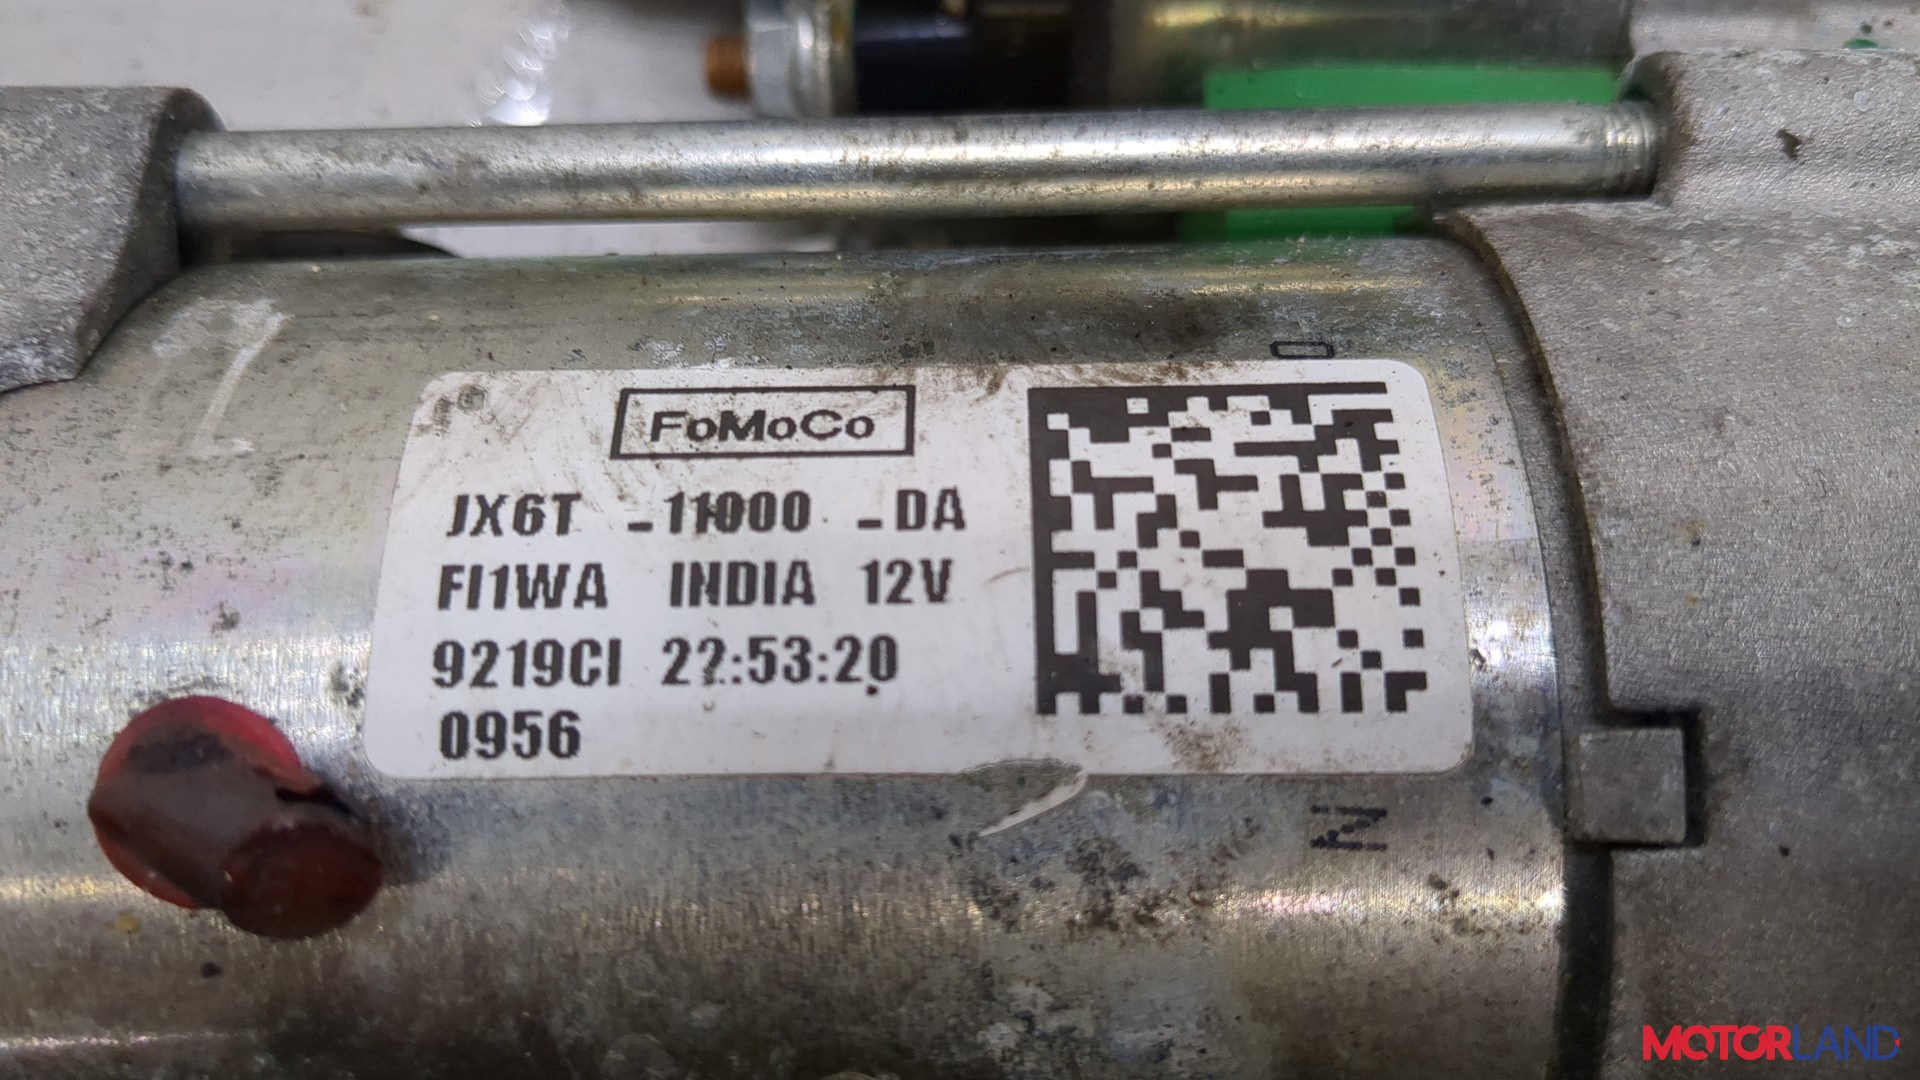 FoMoCo
JX6T -11000 -DA
FI1WA INDIA 12V
9219CI 22:53:20
0956
Z
MOTORLAND